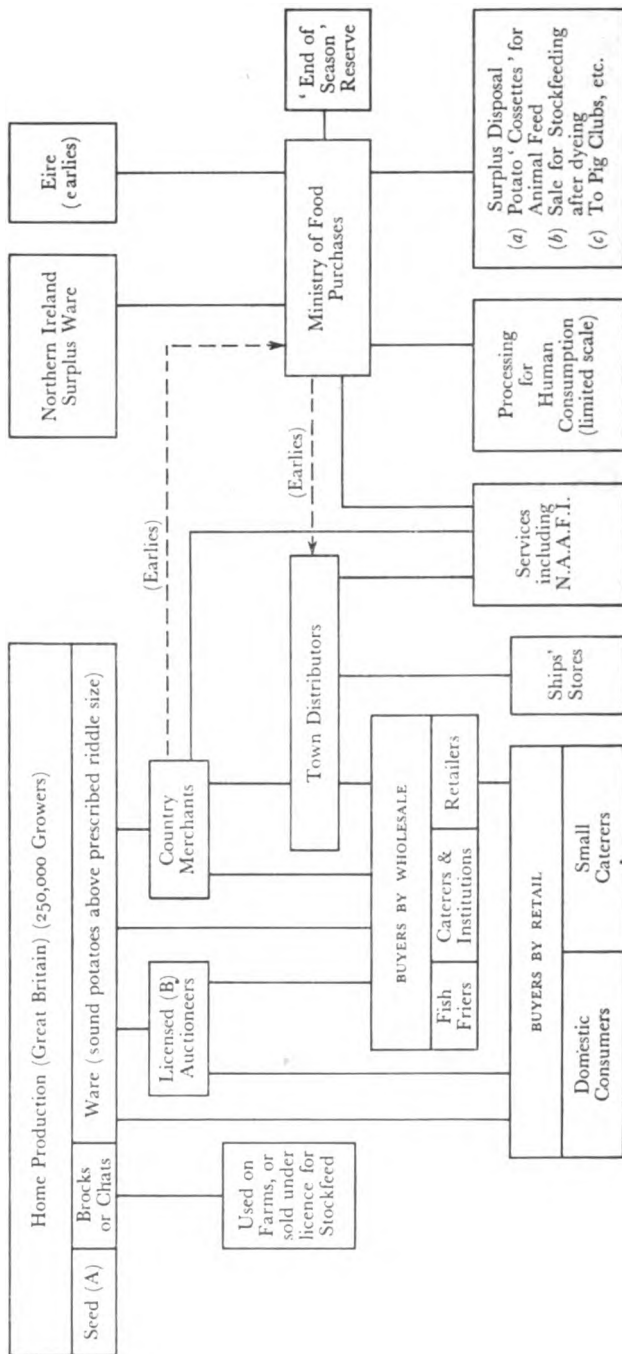 Home Production (Great Britain) (250,000 Growers)
Seed (A)
Brocks
or Chats
Ware (sound potatoes above prescribed riddle size)
Northern Ireland
Surplus Ware
Eire
(earlies)
Used on
Farms, or
sold under
licence for
Stockfeed
Licensed (B)
Auctioneers
Country
Merchants
(Earlies)
(Earlies)
Ministry of Food
Purchases
‘ End of
Season ’
Reserve
Town Distributors
BUYERS BY WHOLESALE
Fish
Friers
Caterers &
Institutions
Retailers
BUYERS BY RETAIL
Domestic
Consumers
Small
Caterers
Ships’
Stores
Services
including
N.A.A.F.I.
Processing
for
Human
Consumption
(limited scale)
Surplus Disposal
(a) Potato ‘ Cossettes ’ for
Animal Feed
(b) Sale for Stockfeeding
after dyeing
(c) To Pig Clubs, etc.